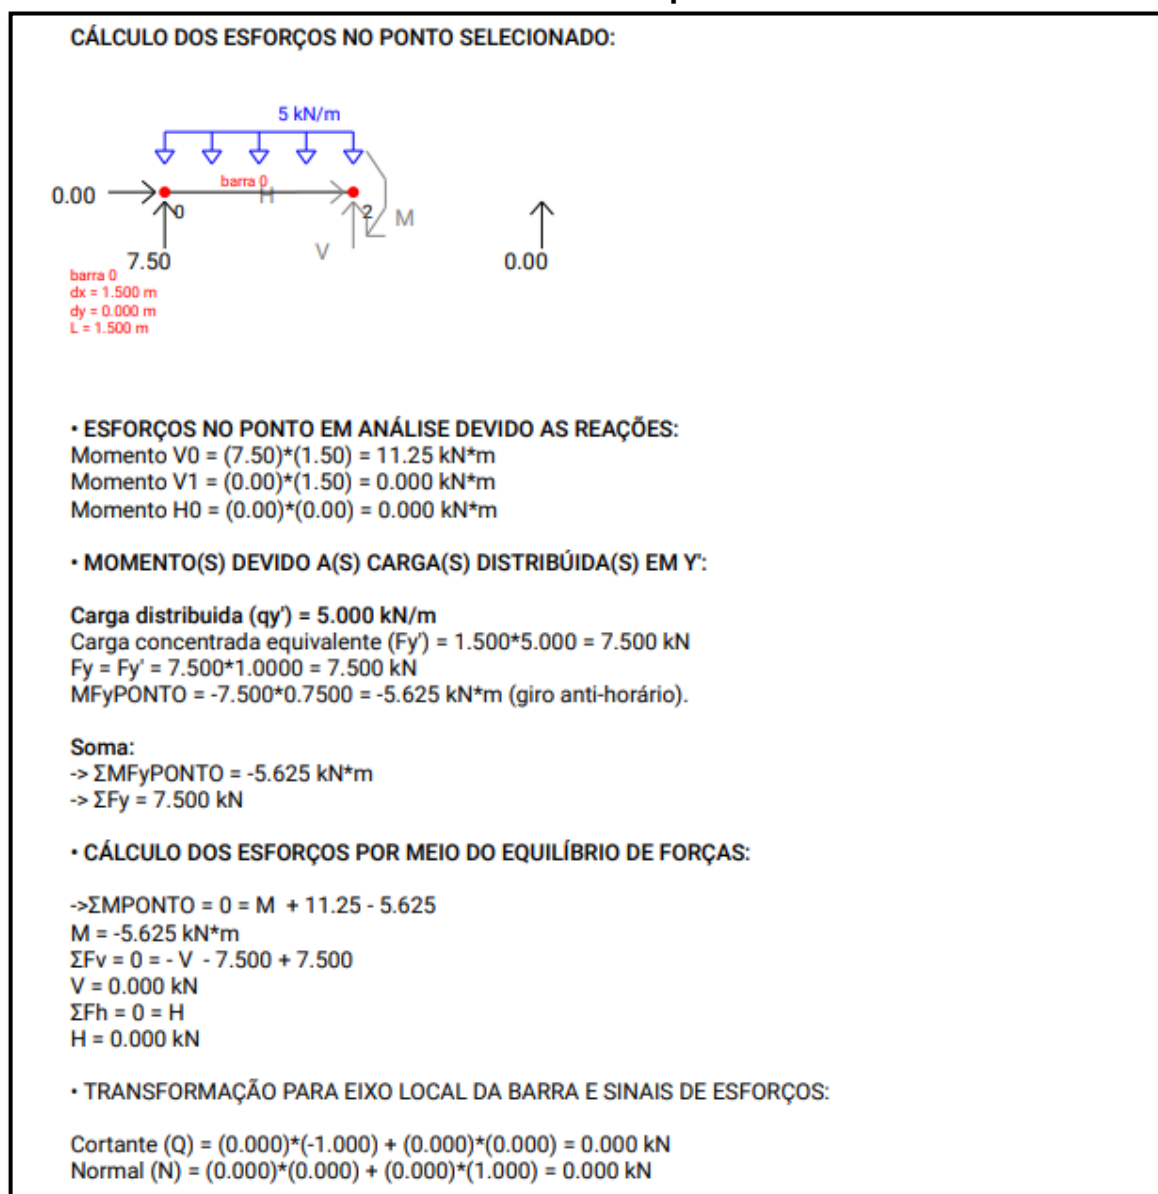 CÁLCULO DOS ESFORÇOS NO PONTO SELECIONADO:
5 kN/m
barra 0
0.00
H
0
2
M
V
7.50
0.00
barra 0
dx = 1.500 m
dy = 0.000 m
L = 1.500 m
• ESFORÇOS NO PONTO EM ANÁLISE DEVIDO AS REAÇÕES:
Momento V0 = (7.50)*(1.50) = 11.25 kN*m
Momento V1 = (0.00)*(1.50) = 0.000 kN*m
Momento H0 = (0.00)*(0.00) = 0.000 kN*m
• MOMENTO(S) DEVIDO A(S) CARGA(S) DISTRIBÚIDA(S) EM Y':
Carga distribuida (qy') = 5.000 kN/m
Carga concentrada equivalente (Fy') = 1.500*5.000 = 7.500 kN
Fy = Fy' = 7.500*1.0000 = 7.500 kN
MFyPONTO = -7.500*0.7500 = -5.625 kN*m (giro anti-horário).
Soma:
-> ΣMFyPONTO = -5.625 kN*m
-> ΣFy = 7.500 kN
• CÁLCULO DOS ESFORÇOS POR MEIO DO EQUILÍBRIO DE FORÇAS:
->ΣMPONTO = 0 = M + 11.25 - 5.625
M = -5.625 kN*m
ΣFv = 0 = - V - 7.500 + 7.500
V = 0.000 kN
ΣFh = 0 = H
H = 0.000 kN
• TRANSFORMAÇÃO PARA EIXO LOCAL DA BARRA E SINAIS DE ESFORÇOS:
Cortante (Q) = (0.000)*(-1.000) + (0.000)*(0.000) = 0.000 kN
Normal (N) = (0.000)*(0.000) + (0.000)*(1.000) = 0.000 kN